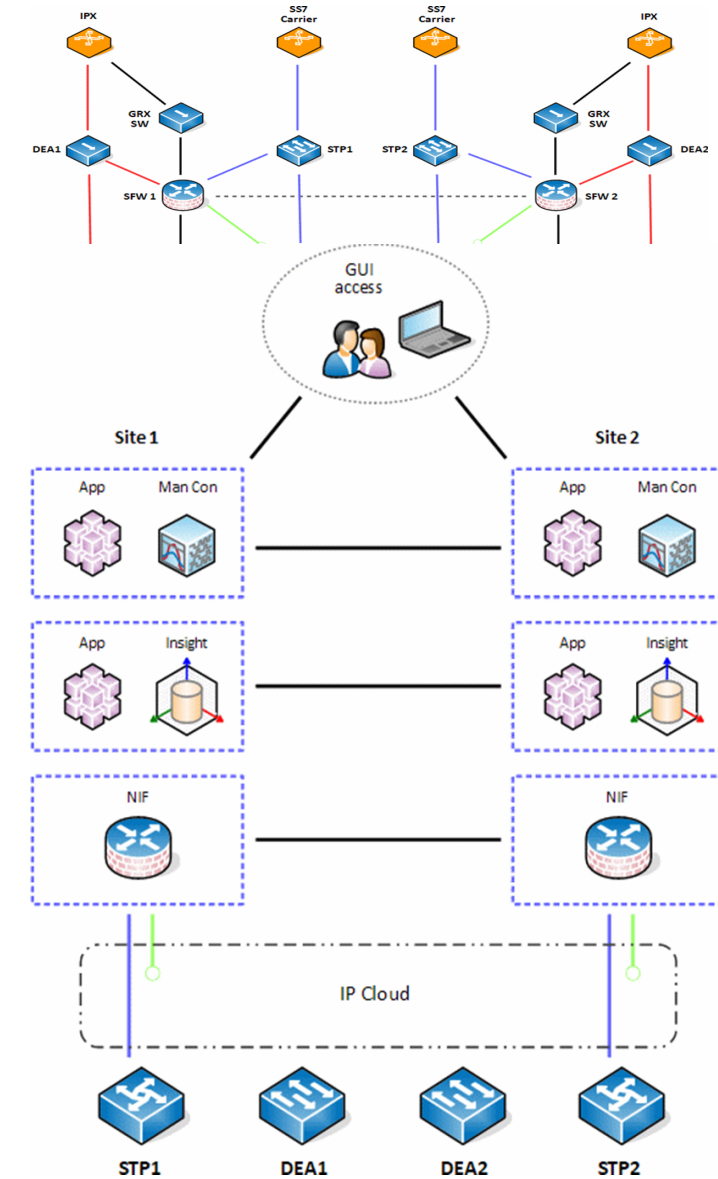 IPX
SS7
Carrier
SS7
Carrier
IPX
GRX
SW
GRX
SW
DEA1
STP1
STP2
DEA2
SFW 1
SFW 2
GUI
access
Site 1
Site 2
App
Man Con
App
Man Con
App
Insight
App
Insight
NIF
NIF
IP Cloud
STP1
DEA1
DEA2
STP2